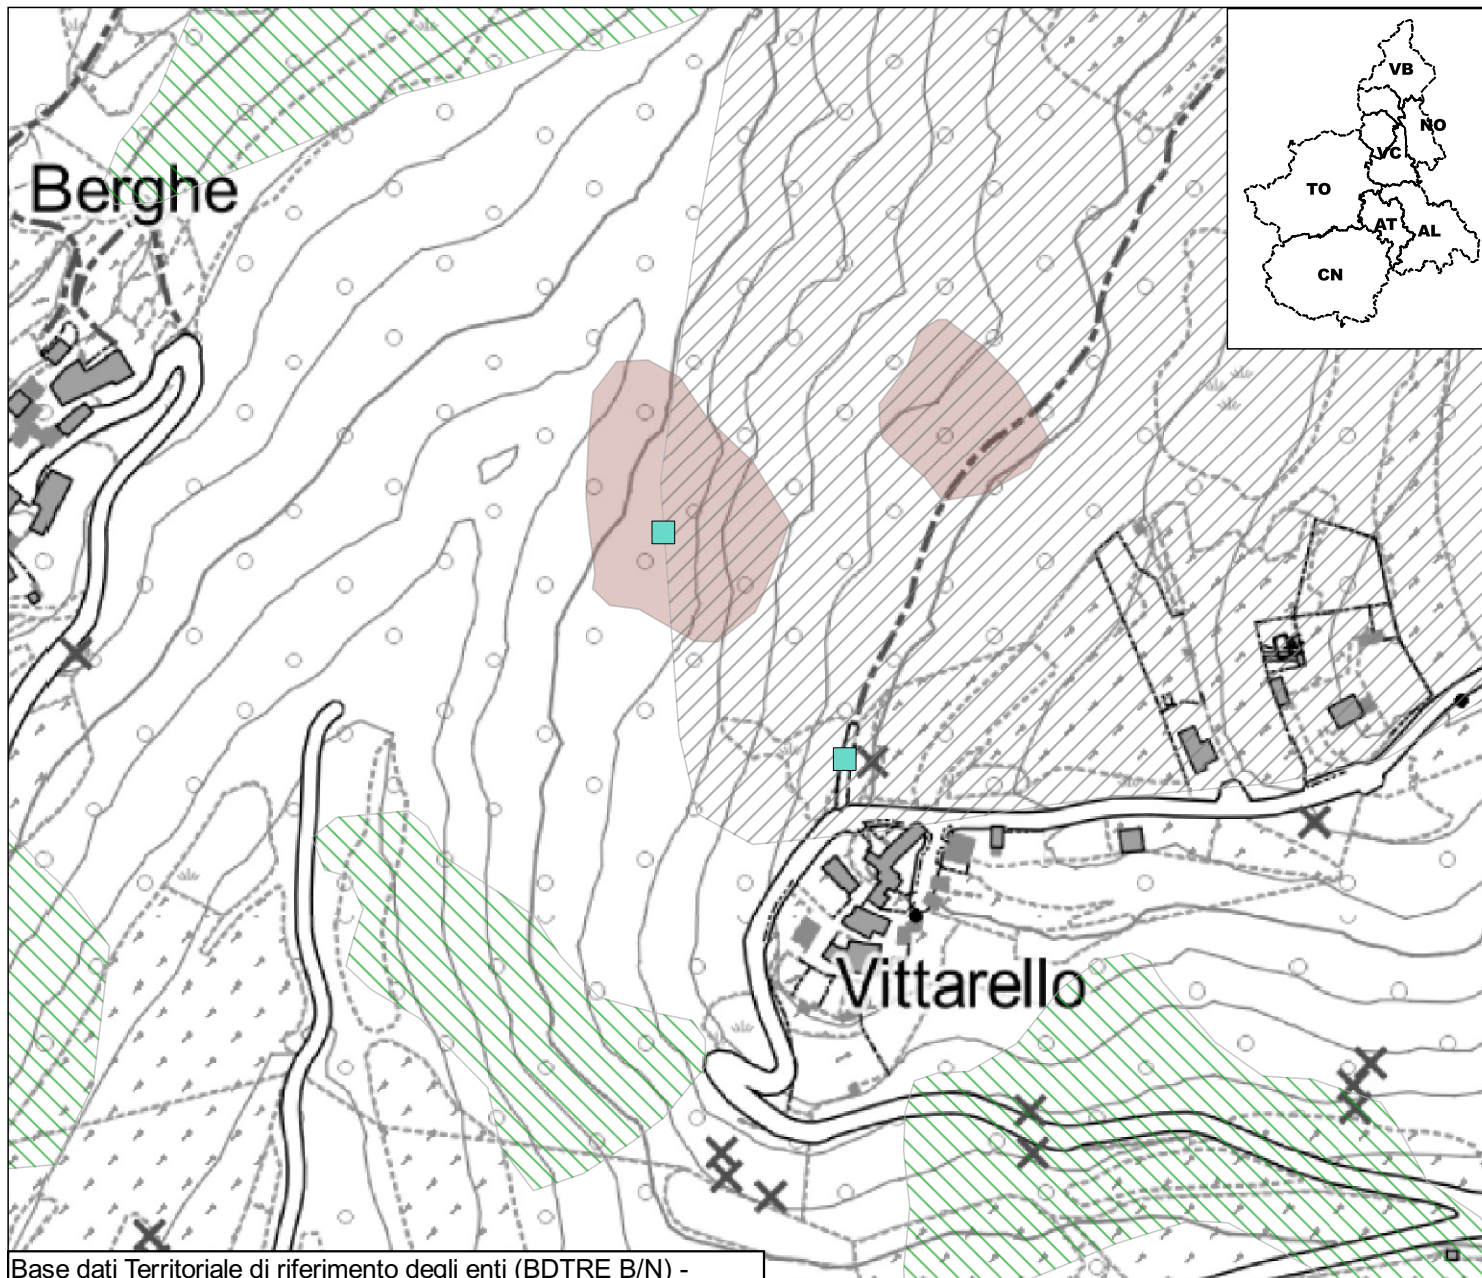 VB
NO
VC
TO
AT
AL
CN
Berghe
Vittarello
Base dati Territoriale di riferimento degli enti (BDTRE B/N) -